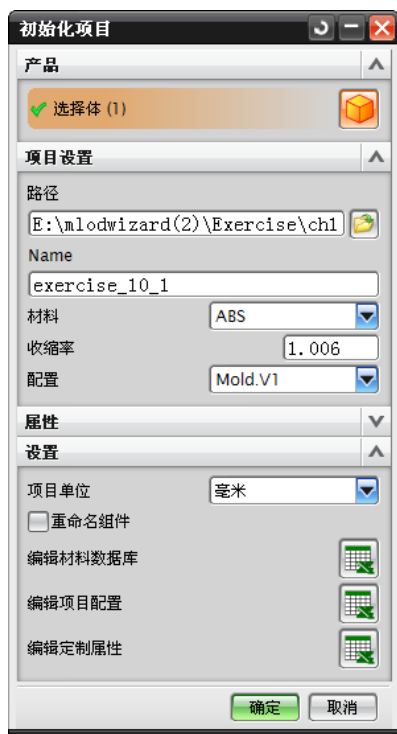 初始化项目
产品
选择体 (1)
项目设置
路径
E:\mlodwizard(2)\Exercise\ch1
Name
exercise_10_1
材料 ABS
收缩率 1.006
配置 Mold.V1
属性
设置
项目单位 毫米
重命名组件
编辑材料数据库
编辑项目配置
编辑定制属性
确定 取消